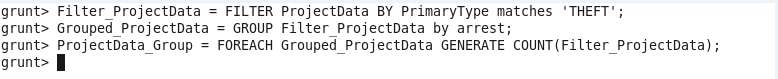 grunt> Filter_ProjectData = FILTER ProjectData BY PrimaryType matches 'THEFT';
grunt> Grouped_ProjectData = GROUP Filter_ProjectData by arrest;
grunt> ProjectData_Group = FOREACH Grouped_ProjectData GENERATE COUNT(Filter_ProjectData);
grunt>